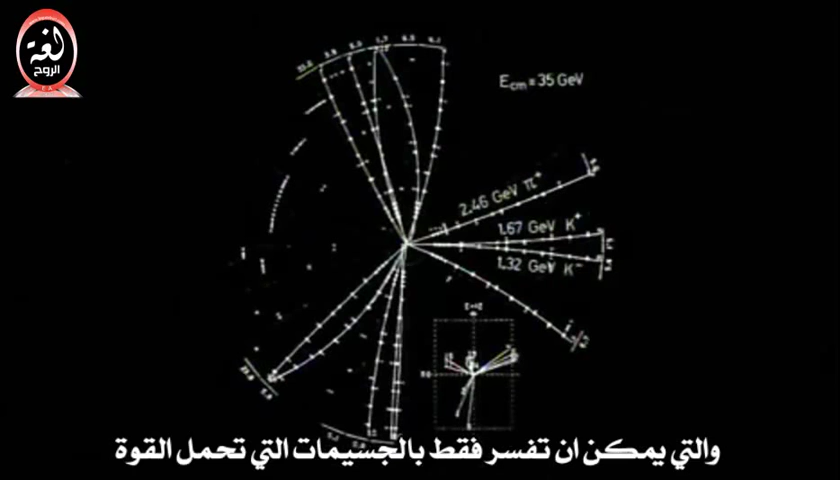 لغة
الروح
E_cm = 35 GeV
2.46 GeV π⁺
1.67 GeV K⁺
1.32 GeV K⁻
والتي يمكن ان تفسر فقط بالجسيمات التي تحمل القوة